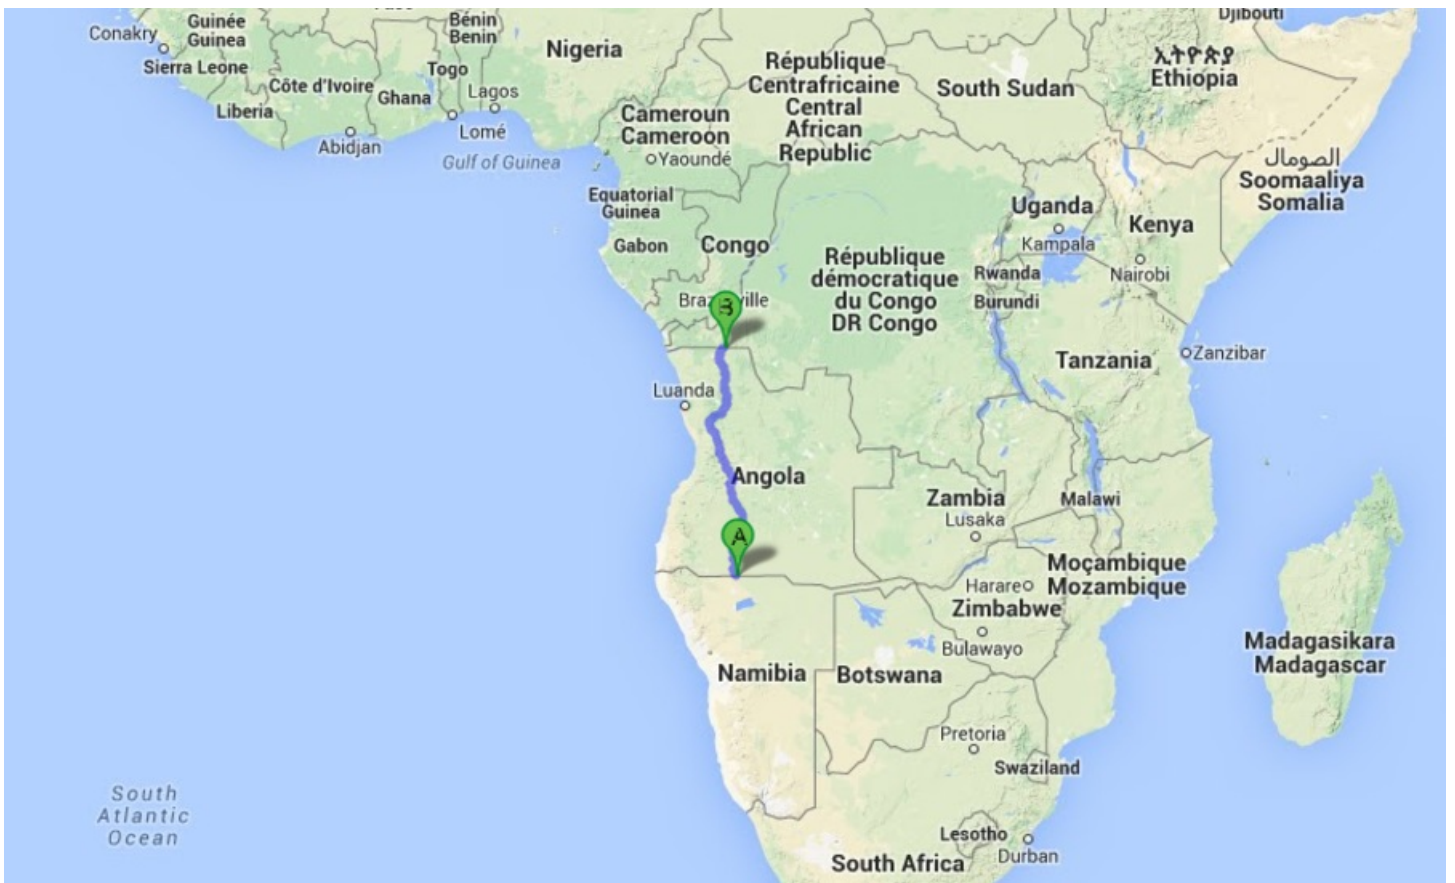 Djibouti
Conakry
Guinée
Guinea
Bénin
Benin
Nigeria
Sierra Leone
Côte d'Ivoire
Togo
Ghana
Lagos
Liberia
Lomé
Abidjan
Gulf of Guinea
Cameroun
Cameroon
Yaoundé
République
Centrafricaine
Central
African
Republic
South Sudan
ኢትዮጵያ
Ethiopia
الصومال
Soomaaliya
Somalia
Equatorial
Guinea
Gabon
Congo
Uganda
Kampala
Kenya
Nairobi
République
démocratique
du Congo
DR Congo
Rwanda
Burundi
B
Tanzania
Zanzibar
Luanda
Angola
Zambia
Lusaka
Malawi
A
Moçambique
Mozambique
Harare
Zimbabwe
Bulawayo
Madagasikara
Madagascar
Namibia
Botswana
Pretoria
Swaziland
South
Atlantic
Ocean
Lesotho
Durban
South Africa